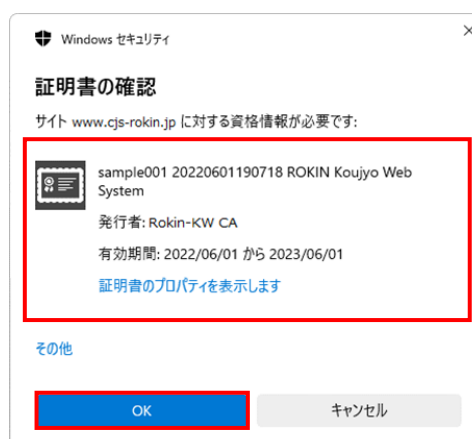 Windows セキュリティ
証明書の確認
サイト www.cjs-rokin.jp に対する資格情報が必要です:
sample001 20220601190718 ROKIN Koujyo Web
System
発行者: Rokin-KW CA
有効期間: 2022/06/01 から 2023/06/01
証明書のプロパティを表示します
その他
OK
キャンセル